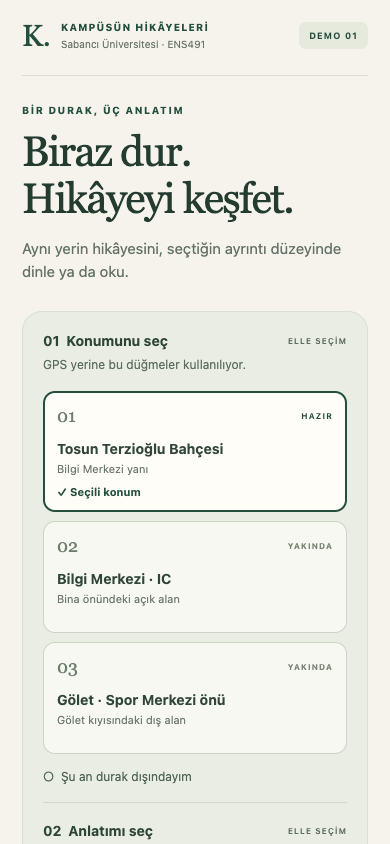 K.
KAMPÜSÜN HİKÂYELERİ
Sabancı Üniversitesi · ENS491
DEMO 01
BİR DURAK, ÜÇ ANLATIM
Biraz dur.
Hikâyeyi keşfet.
Aynı yerin hikâyesini, seçtiğin ayrıntı düzeyinde
dinle ya da oku.
01 Konumunu seç
ELLE SEÇİM
GPS yerine bu düğmeler kullanılıyor.
01
HAZIR
Tosun Terzioğlu Bahçesi
Bilgi Merkezi yanı
✓ Seçili konum
02
YAKINDA
Bilgi Merkezi · IC
Bina önündeki açık alan
03
YAKINDA
Gölet · Spor Merkezi önü
Gölet kıyısındaki dış alan
Şu an durak dışındayım
02 Anlatımı seç
ELLE SEÇİM